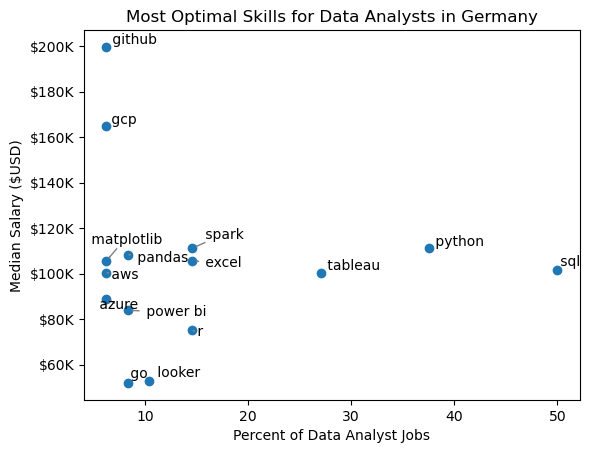 Most Optimal Skills for Data Analysts in Germany
$200K
github
$180K
gcp
$160K
$140K
$120K
matplotlib
spark
python
pandas
excel
tableau
sql
$100K
aws
azure
power bi
$80K
r
$60K
go
looker
Median Salary ($USD)
10
20
30
40
50
Percent of Data Analyst Jobs